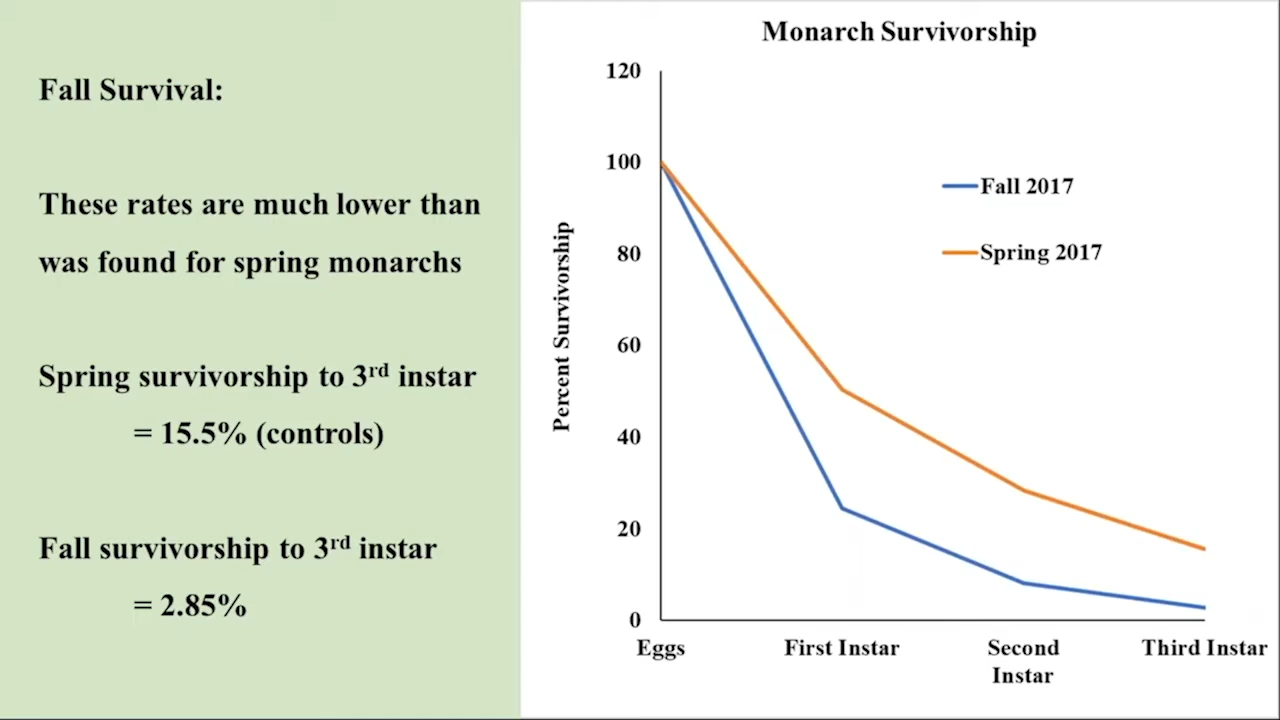 Fall Survival:
These rates are much lower than
was found for spring monarchs
Spring survivorship to 3rd instar
= 15.5% (controls)
Fall survivorship to 3rd instar
= 2.85%
Monarch Survivorship
120
100
80
60
40
20
0
Percent Survivorship
Fall 2017
Spring 2017
Eggs
First Instar
Second
Instar
Third Instar